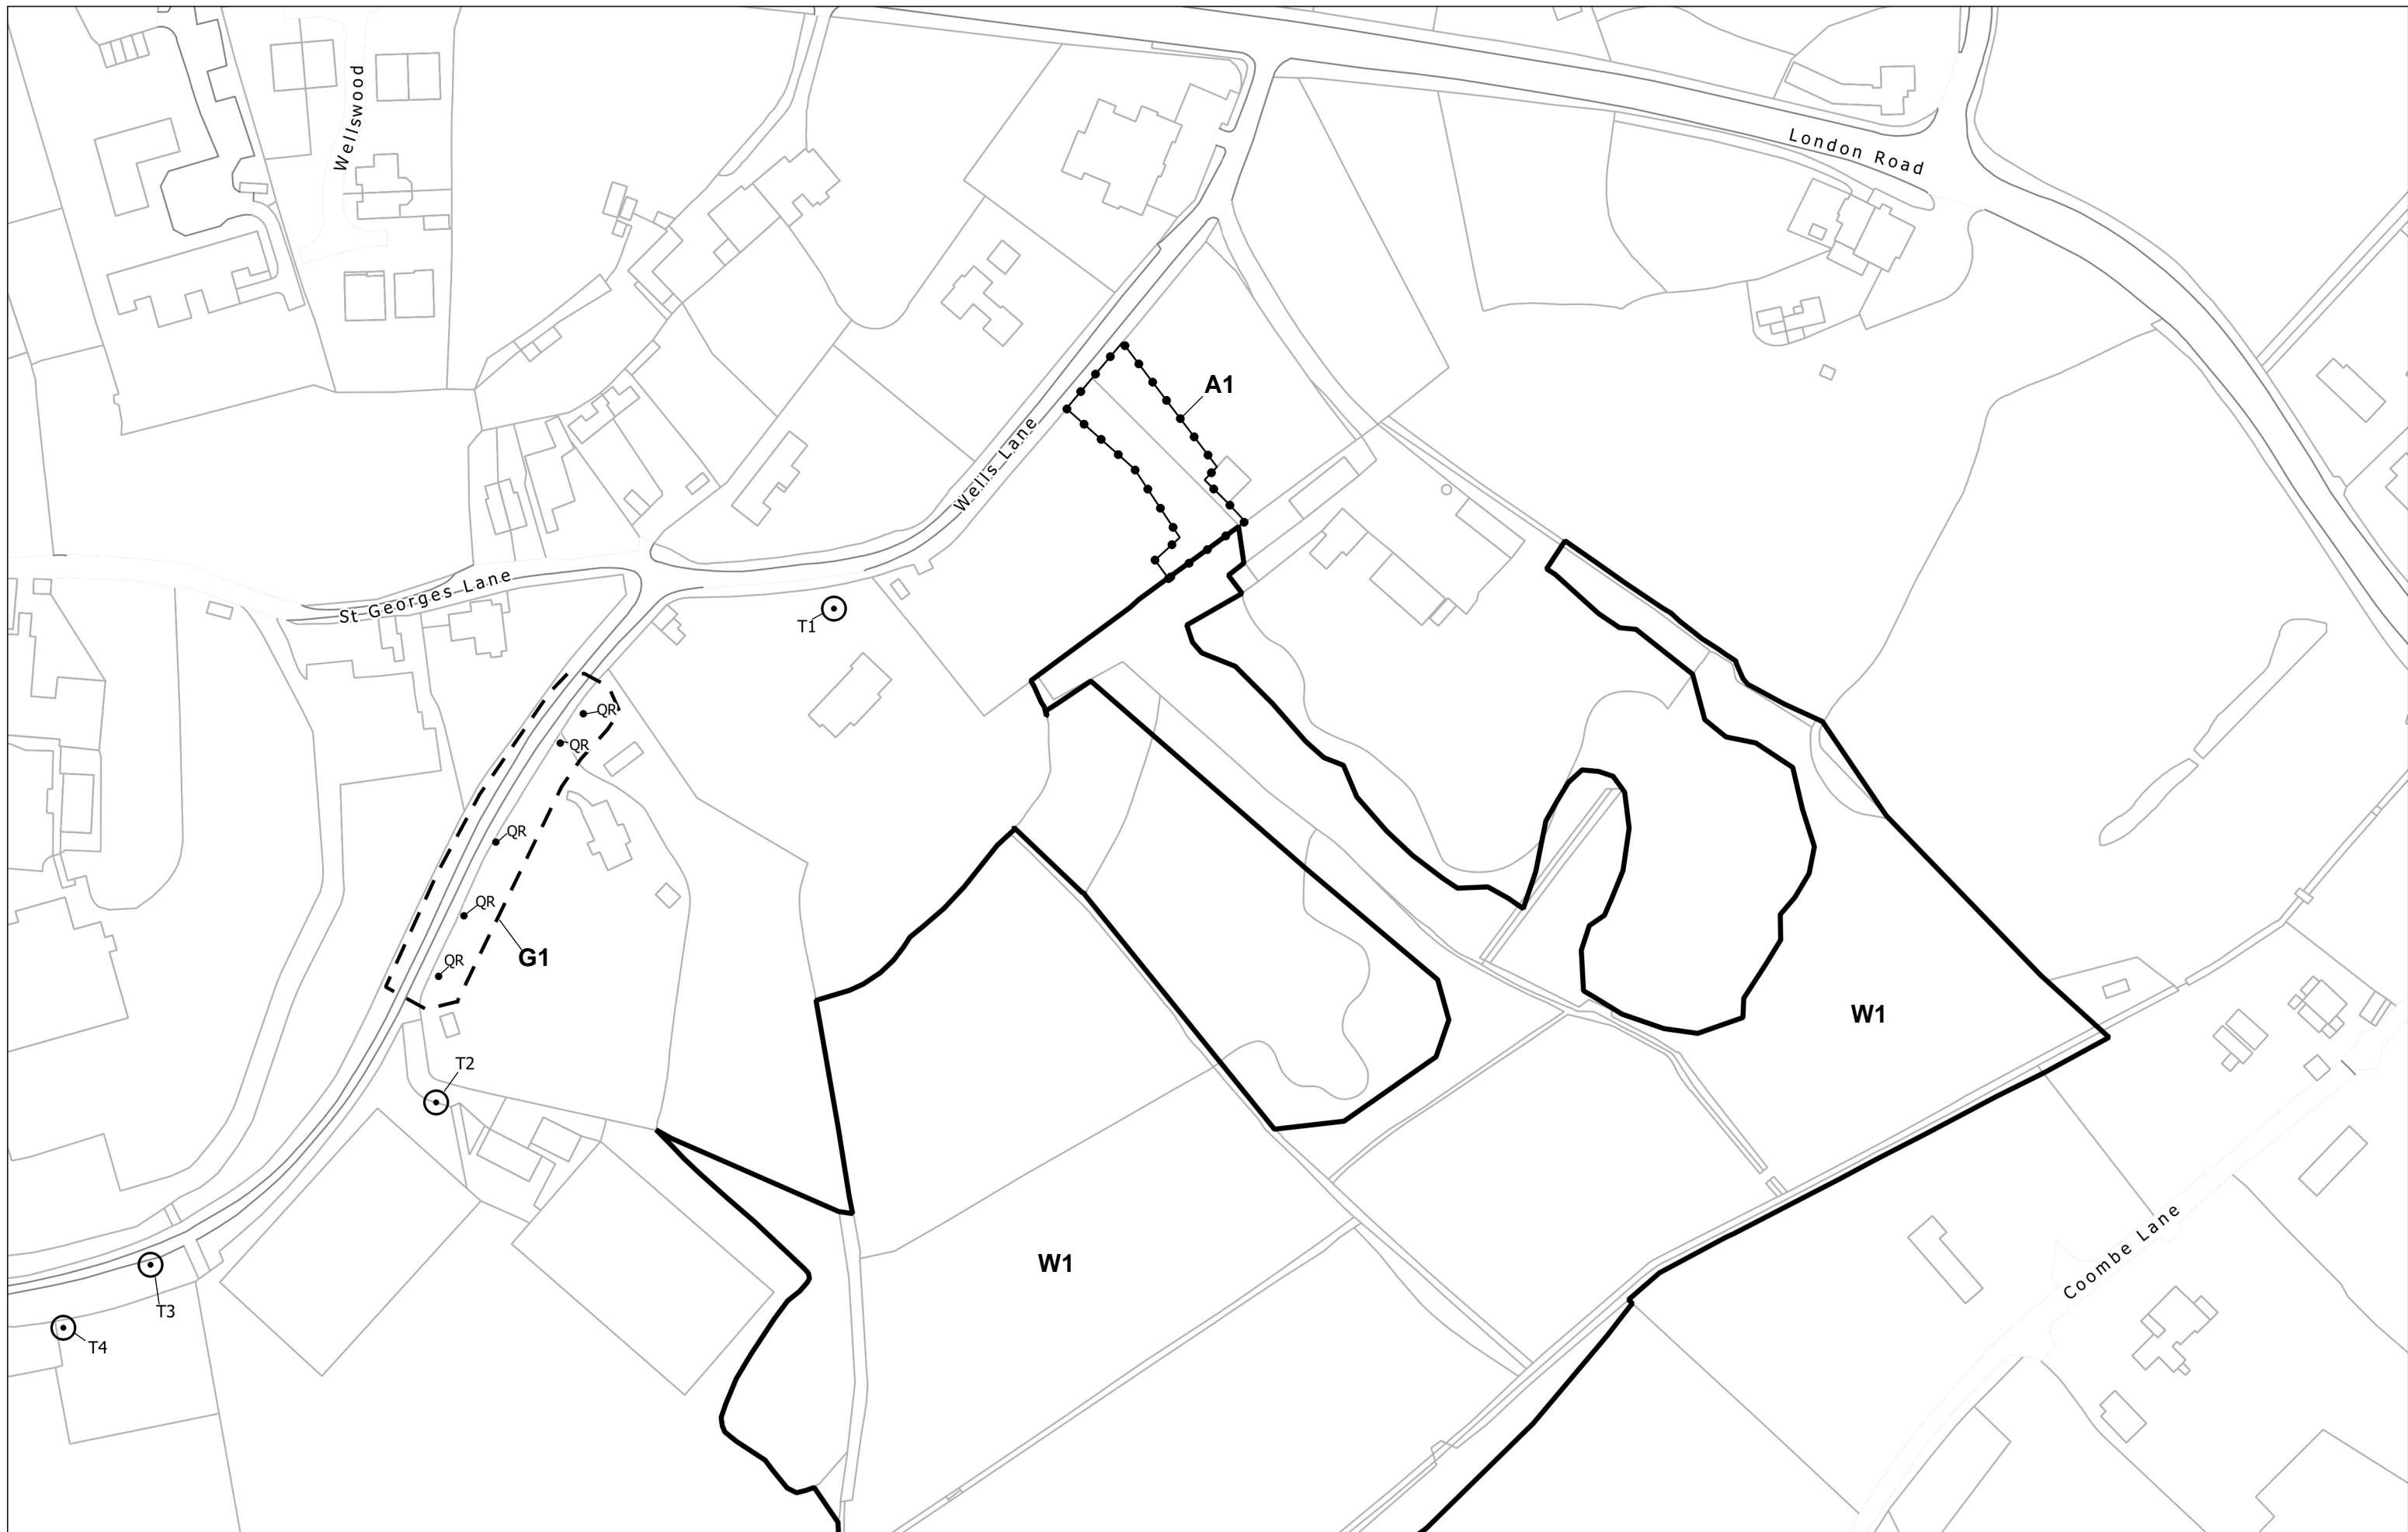 Wellswood
London Road
A1
Wells Lane
St Georges Lane
T1
QR
QR
QR
QR
QR
G1
W1
T2
Coombe Lane
W1
T3
T4